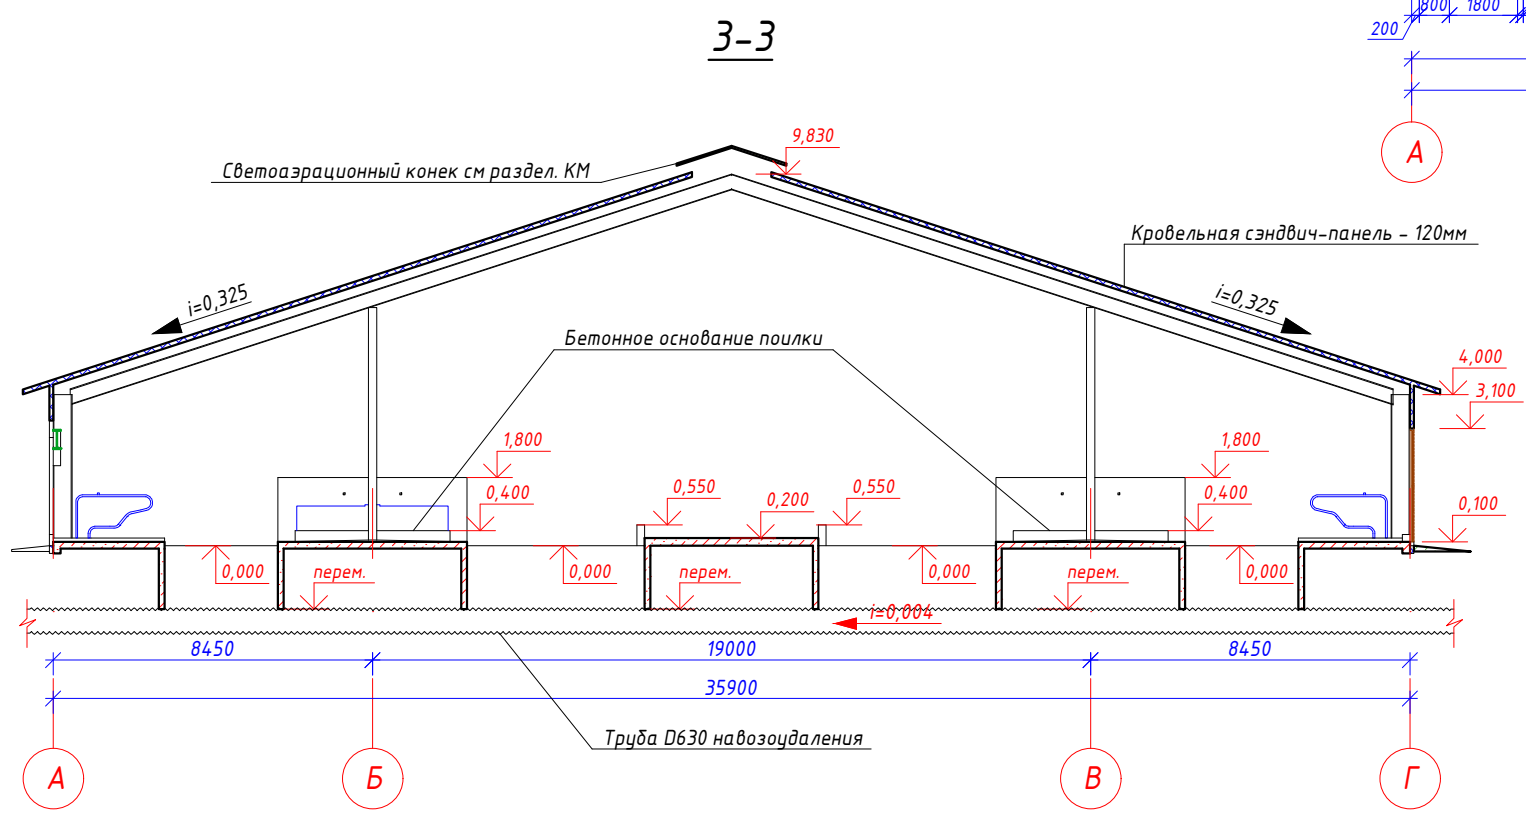 3-3
800 1800
200
А
9,830
Светоаэрационный конек см раздел. КМ
Кровельная сэндвич-панель - 120мм
i=0,325
i=0,325
Бетонное основание поилки
4,000
3,100
1,800
1,800
0,400
0,550
0,200
0,550
0,400
0,100
0,000
0,000
0,000
0,000
перем.
перем.
перем.
i=0,004
8450
19000
8450
35900
Труба D630 навозоудаления
А
Б
В
Г